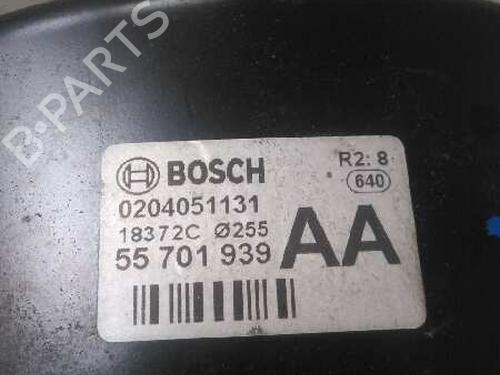 B-PARTS
BOSCH
R2: 8
640
0204051131
18372C Ø255
55 701 939
AA